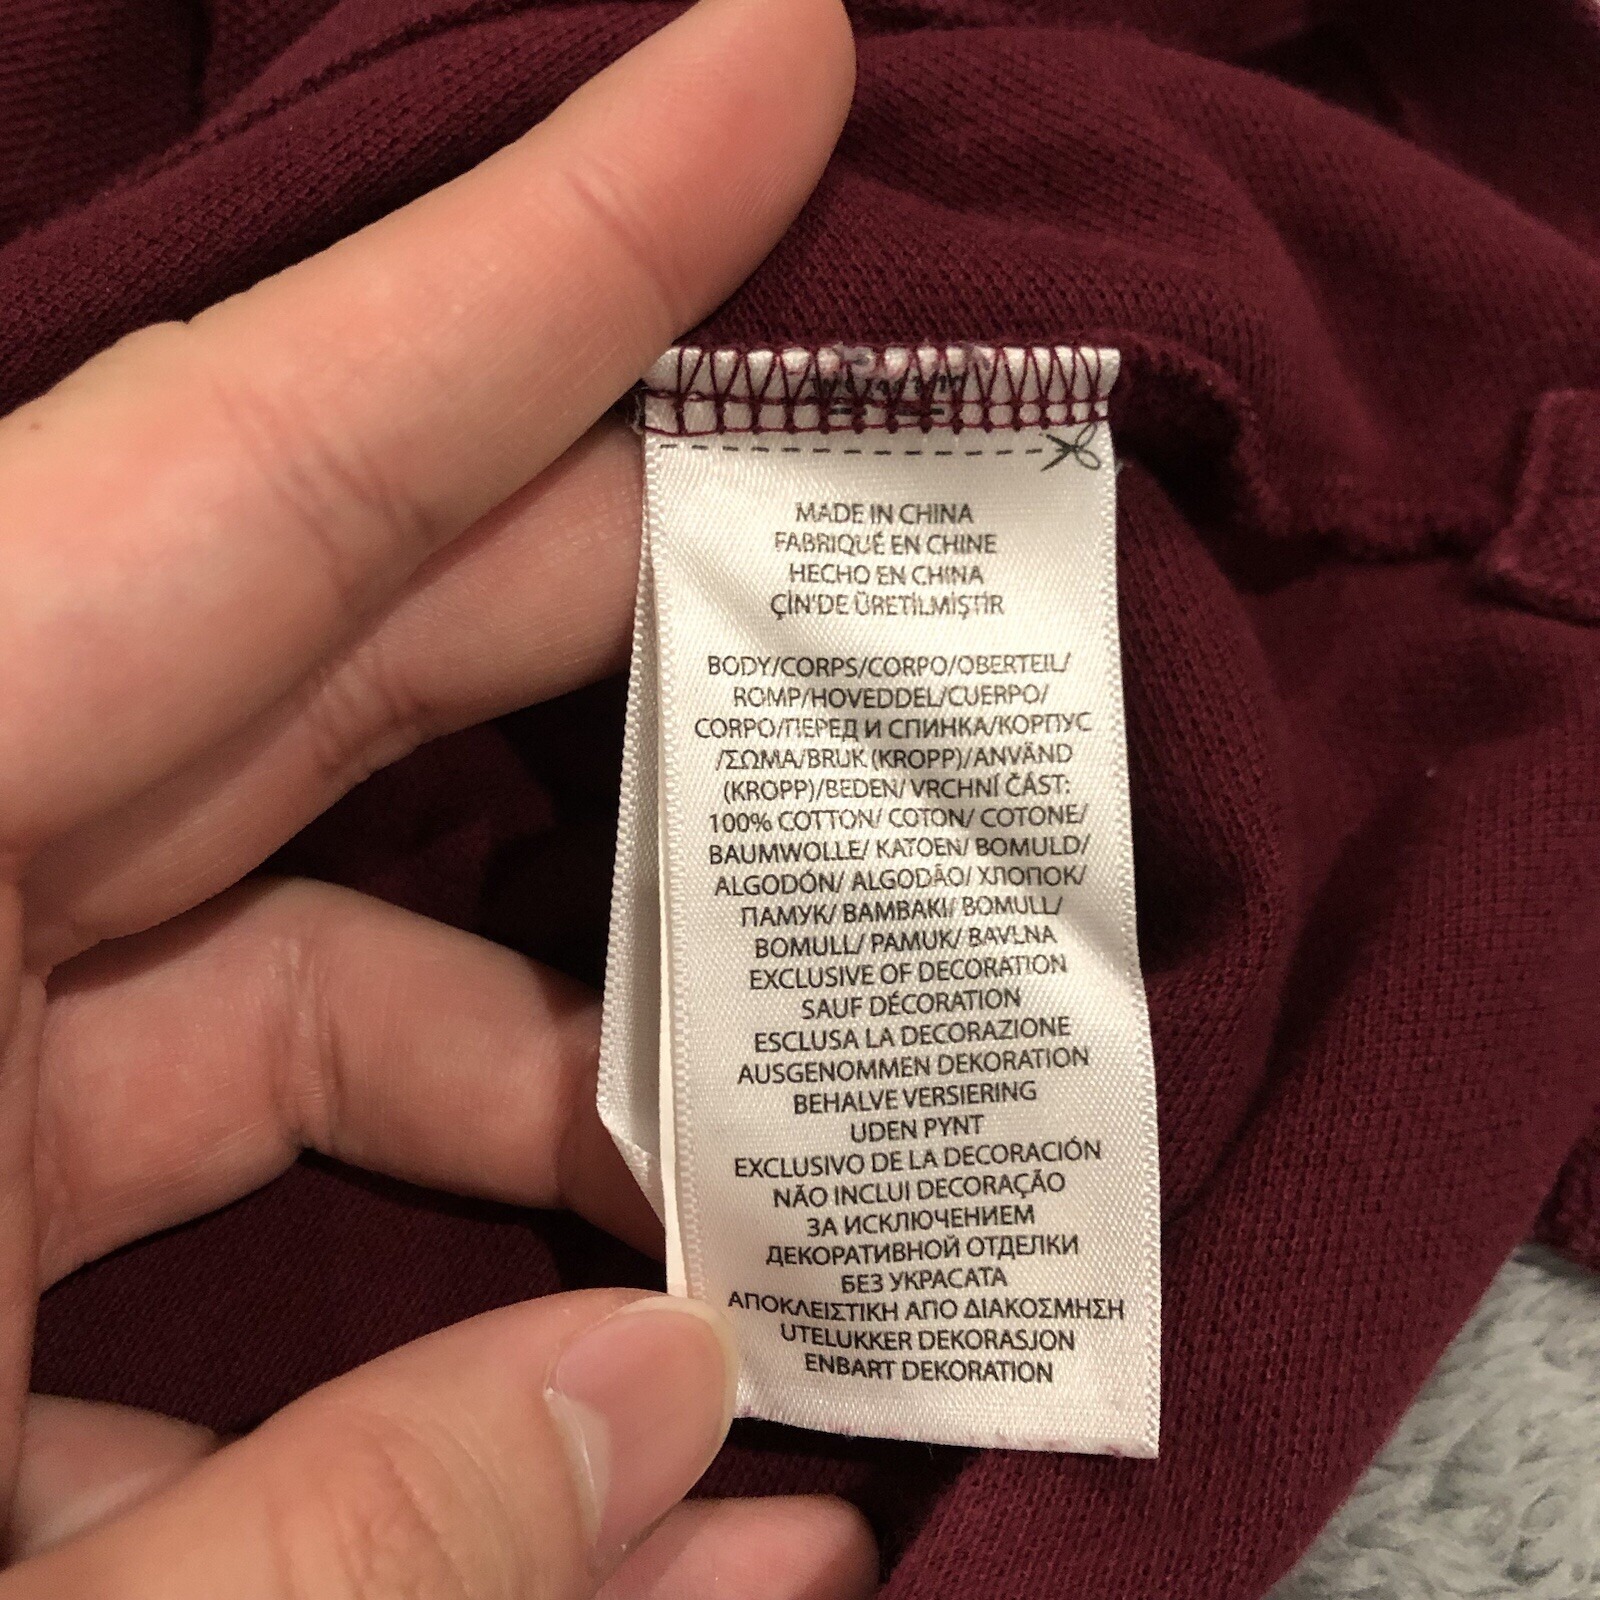 MADE IN CHINA
FABRIQUÉ EN CHINE
HECHO EN CHINA
ÇİN'DE ÜRETİLMİŞTİR
BODY/CORPS/CORPO/OBERTEIL/
ROMP/HOVEDDEL/CUERPO/
CORPO/ПЕРЕД И СПИНКА/КОРПУС
/ΣΩΜΑ/BRUK (KROPP)/ANVÄND
(KROPP)/BEDEN/ VRCHNÍ ČÁST:
100% COTTON/ COTON/ COTONE/
BAUMWOLLE/ KATOEN/ BOMULD/
ALGODÓN/ ALGODÃO/ ХЛОПОК/
ПАМУК/ ΒΑΜΒΑΚΙ/ BOMULL/
BOMULL/ PAMUK/ BAVLNA
EXCLUSIVE OF DECORATION
SAUF DÉCORATION
ESCLUSA LA DECORAZIONE
AUSGENOMMEN DEKORATION
BEHALVE VERSIERING
UDEN PYNT
EXCLUSIVO DE LA DECORACIÓN
NÃO INCLUI DECORAÇÃO
ЗА ИСКЛЮЧЕНИЕМ
ДЕКОРАТИВНОЙ ОТДЕЛКИ
БЕЗ УКРАСАТА
ΑΠΟΚΛΕΙΣΤΙΚΗ ΑΠΟ ΔΙΑΚΟΣΜΗΣΗ
UTELUKKER DEKORASJON
ENBART DEKORATION